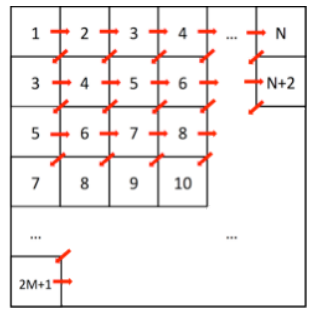 1 2 3 4 ... N
3 4 5 6 N+2
5 6 7 8
7 8 9 10
... ...
2M+1